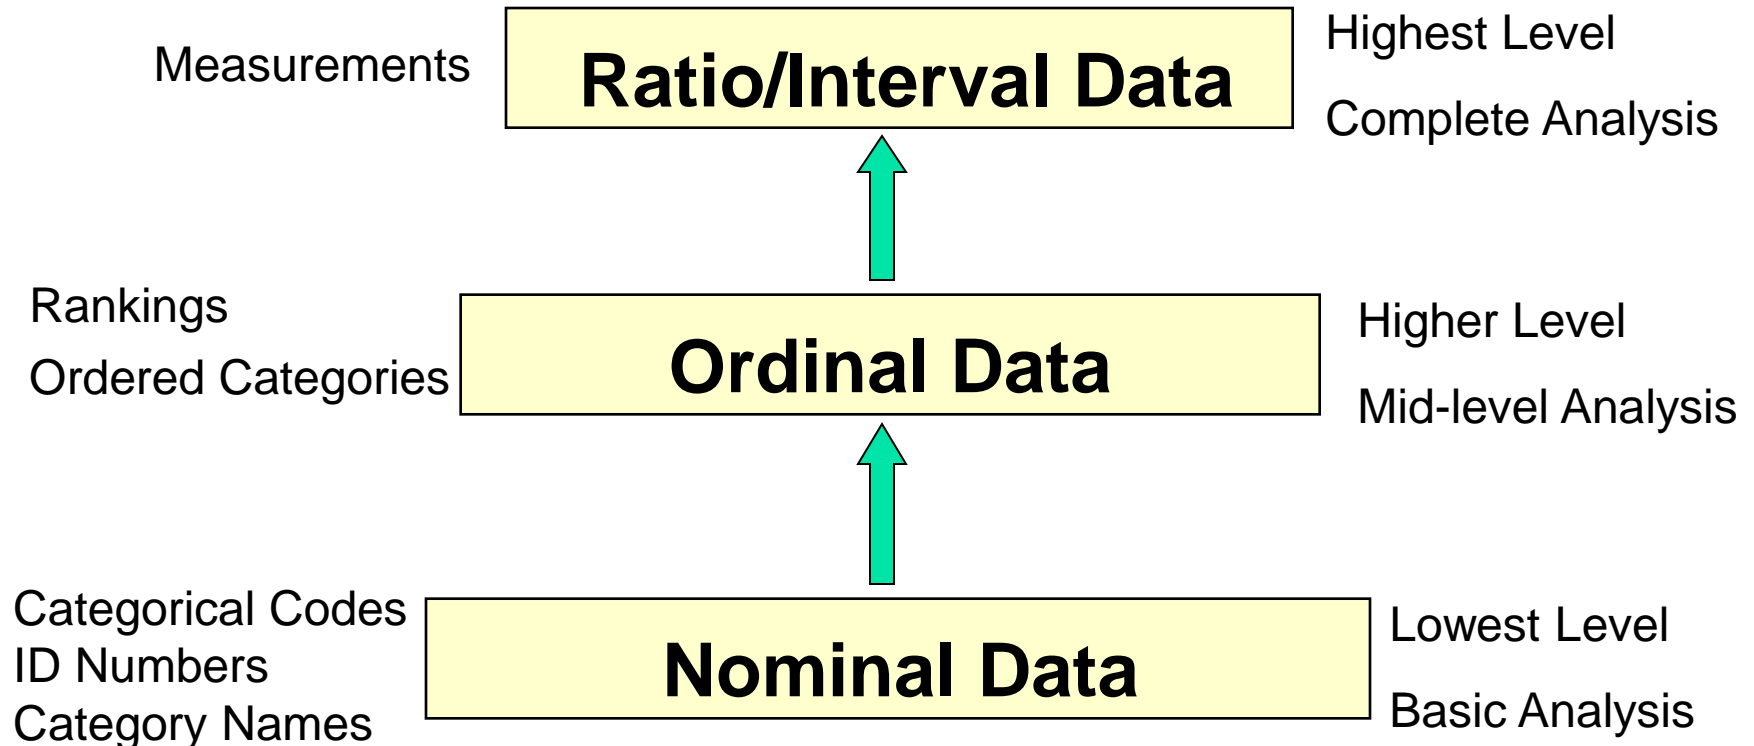 Measurements
Ratio/Interval Data
Highest Level
Complete Analysis
Rankings
Ordered Categories
Ordinal Data
Higher Level
Mid-level Analysis
Categorical Codes
ID Numbers
Category Names
Nominal Data
Lowest Level
Basic Analysis